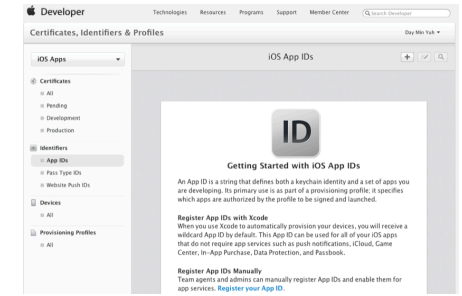 Developer
Technologies Resources Programs Support Member Center Search Developer
Certificates, Identifiers & Profiles
Day Min Yuh
iOS Apps
iOS App IDs
Certificates
All
Pending
Development
Production
Identifiers
App IDs
Pass Type IDs
Website Push IDs
Devices
All
Provisioning Profiles
All
ID
Getting Started with iOS App IDs
An App ID is a string that defines both a keychain identity and a set of apps you
are developing. Its primary use is as part of a provisioning profile; it specifies
which apps are authorized by the profile to be signed and launched.
Register App IDs with Xcode
When you use Xcode to automatically provision your devices, you will receive a
wildcard App ID by default. This App ID can be used for all of your iOS apps
that do not require app services such as push notifications, iCloud, Game
Center, In-App Purchase, Data Protection, and Passbook.
Register App IDs Manually
Team agents and admins can manually register App IDs and enable them for
app services. Register your App ID.